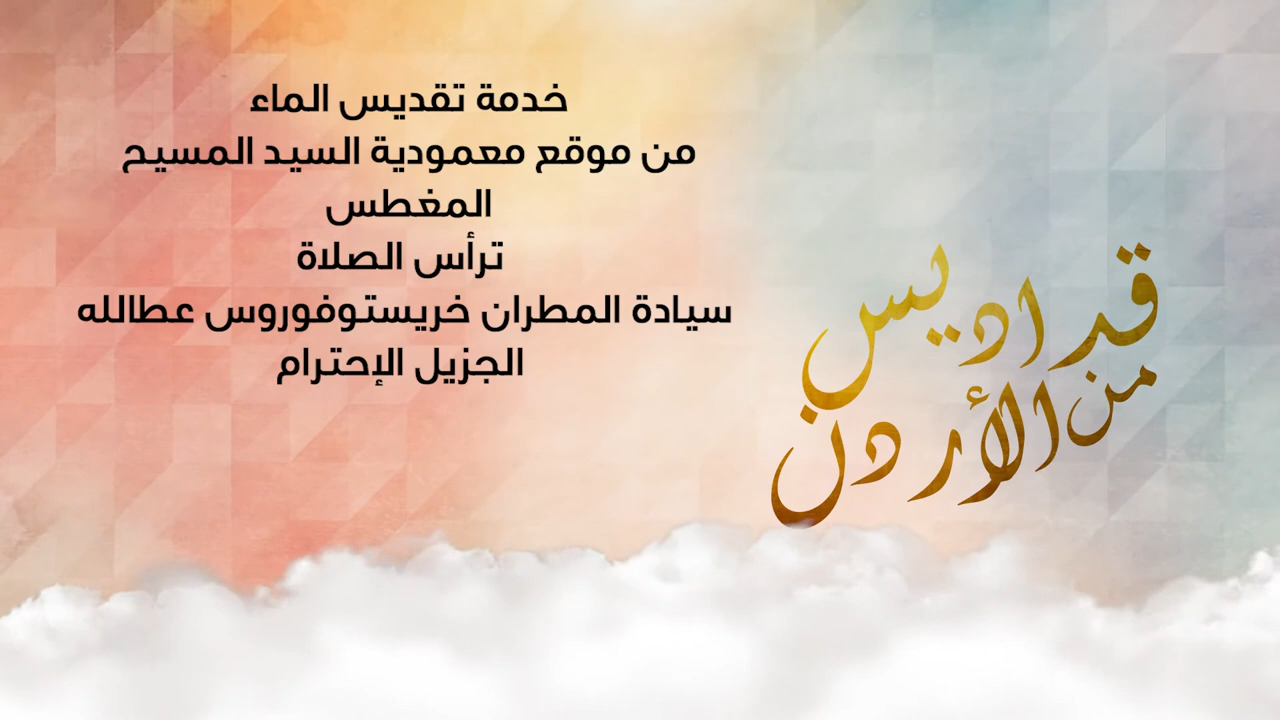 خدمة تقديس الماء
من موقع معمودية السيد المسيح
المغطس
ترأس الصلاة
سيادة المطران خريستوفوروس عطالله
الجزيل الإحترام
قداديس
من الأردن